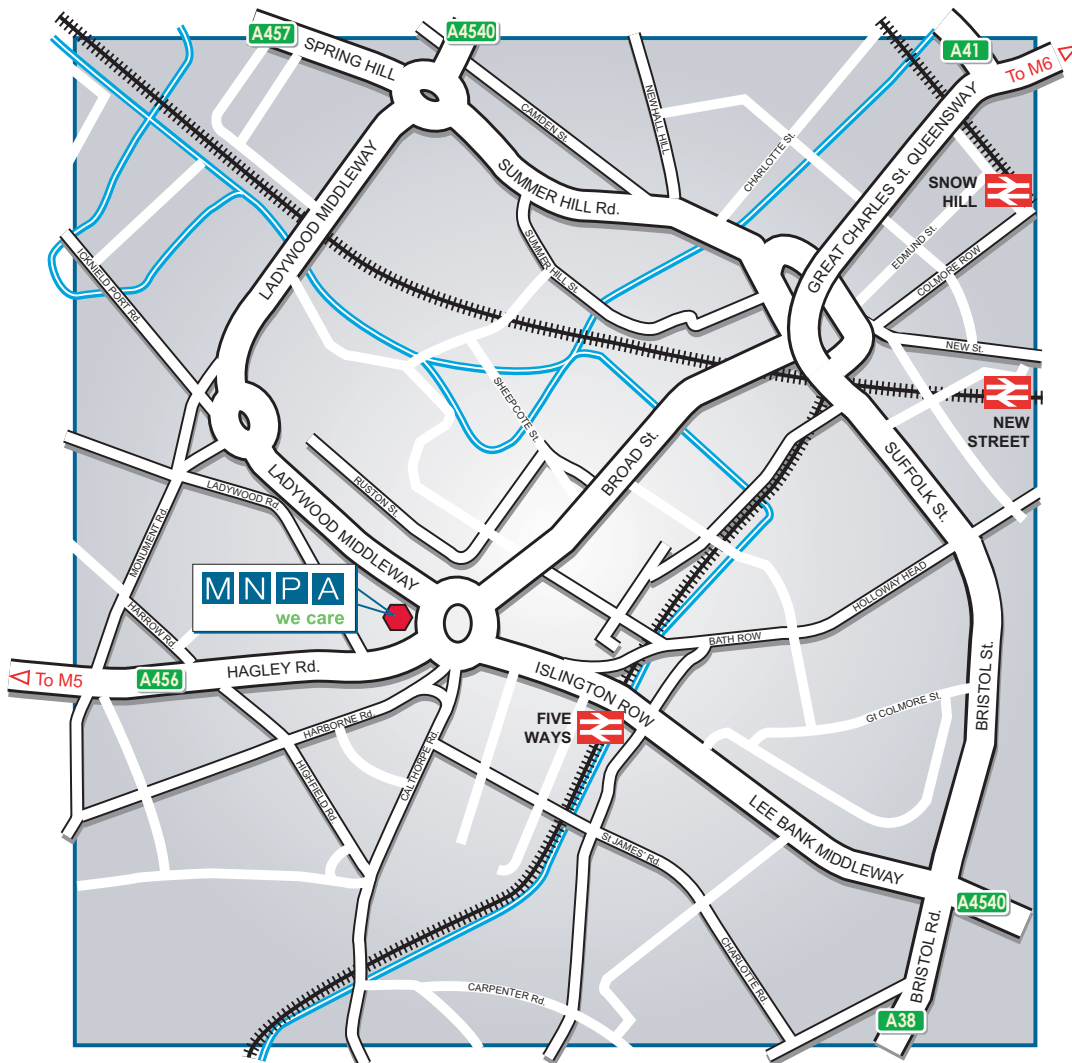 A457
A4540
A41
To M6
SPRING HILL
CAMDEN St.
NEWHALL HILL
CHARLOTTE St.
GREAT CHARLES St. QUEENSWAY
SNOW
HILL
LADYWOOD MIDDLEWAY
SUMMER HILL Rd.
SUMMER HILL St.
EDMUND St.
COLMORE ROW
ICKNIELD PORT Rd.
NEW St.
SHEEPCOTE St.
NEW
STREET
BROAD St.
SUFFOLK St.
RUSTON St.
LADYWOOD Rd.
LADYWOOD MIDDLEWAY
MONUMENT Rd.
HARROW Rd.
MNPA
we care
HOLLOWAY HEAD
BATH ROW
To M5
A456
HAGLEY Rd.
ISLINGTON ROW
FIVE
WAYS
HARBORNE Rd.
HIGHFIELD Rd.
CALTHORPE Rd.
Gt COLMORE St.
BRISTOL St.
LEE BANK MIDDLEWAY
St JAMES' Rd.
A4540
CHARLOTTE Rd.
CARPENTER Rd.
BRISTOL Rd.
A38